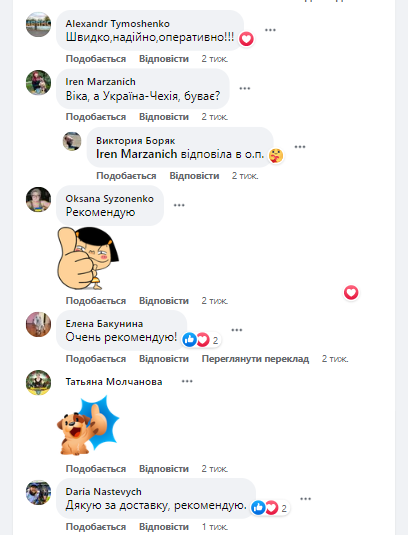 Alexandr Tymoshenko
Швидко,надійно,оперативно!!!
Подобається Відповісти 2 тиж.
Iren Marzanich
Віка, а Україна-Чехія, буває?
Подобається Відповісти 2 тиж.
Виктория Боряк
Iren Marzanich відповіла в о.п.
Подобається Відповісти 2 тиж.
Oksana Syzonenko
Рекомендую
Подобається Відповісти 2 тиж.
Елена Бакунина
Очень рекомендую!
2
Подобається Відповісти Переглянути переклад 2 тиж.
Татьяна Молчанова
Подобається Відповісти 2 тиж.
Daria Nastevych
Дякую за доставку, рекомендую.
2
Подобається Відповісти 1 тиж.